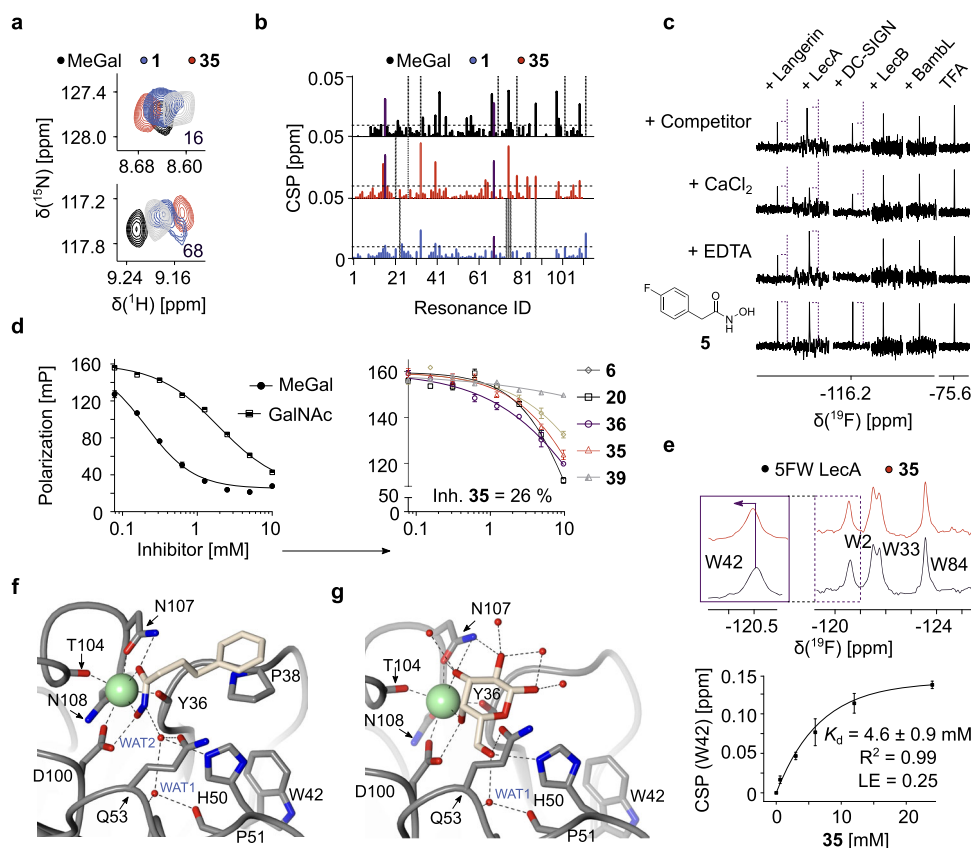 a
MeGal 1 35
127.4
128.0
16
8.68 8.60
117.2
117.8
68
9.24 9.16
δ(15N) [ppm]
δ(1H) [ppm]
b
MeGal 1 35
0.05
0.05
0.05
0
CSP [ppm]
1 21 41 61 81 101
Resonance ID
c
+ Langerin
+ LecA
+ DC-SIGN
+ LecB
+ BambL
TFA
+ Competitor
+ CaCl2
+ EDTA
F
O
N
H
OH
5
-116.2 -75.6
δ(19F) [ppm]
d
160
120
80
40
0
Polarization [mP]
MeGal
GalNAc
0.1 1 10
Inhibitor [mM]
160
140
120
50
0
6
20
36
35
39
Inh. 35 = 26 %
0.1 1 10
e
5FW LecA 35
W42
W2
W33
W84
-120.5
-120 -124
δ(19F) [ppm]
0.15
0.10
0.05
0
CSP (W42) [ppm]
Kd = 4.6 ± 0.9 mM
R2 = 0.99
LE = 0.25
0 10 20
35 [mM]
f
N107
T104
P38
N108
Y36
WAT2
D100
WAT1
H50
W42
Q53
P51
g
N107
T104
Y36
N108
D100
WAT1
H50
W42
Q53
P51